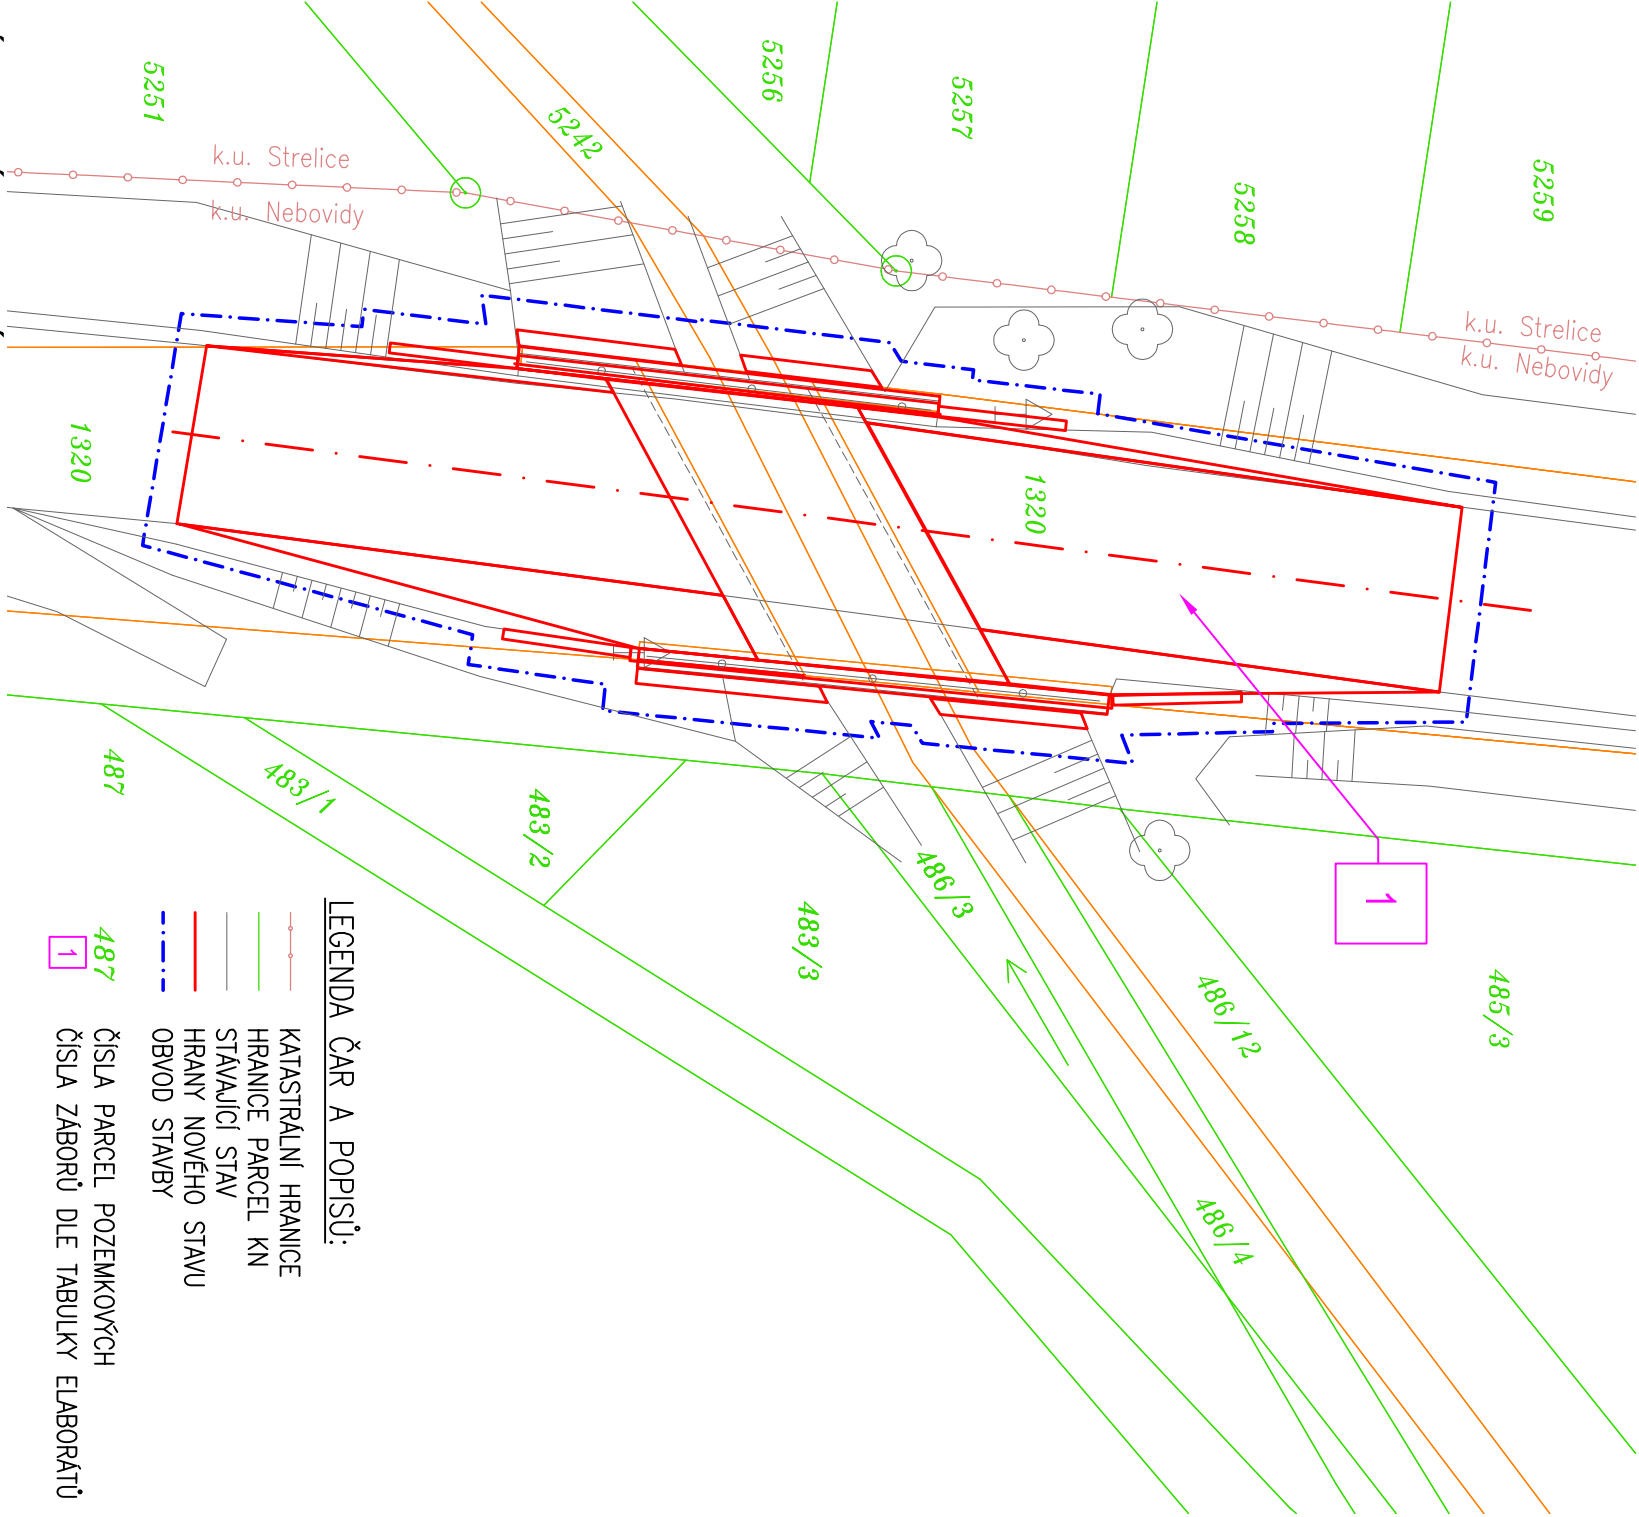 5251
5242
5256
5257
5258
5259
k.u. Strelice
k.u. Nebovidy
k.u. Strelice
k.u. Nebovidy
1320
1320
487
483/1
483/2
483/3
486/3
486/12
486/4
485/3
1
LEGENDA ČAR A POPISŮ:
KATASTRÁLNÍ HRANICE
HRANICE PARCEL KN
STÁVAJÍCÍ STAV
HRANY NOVÉHO STAVU
OBVOD STAVBY
487 ČÍSLA PARCEL POZEMKOVÝCH
1 ČÍSLA ZÁBORŮ DLE TABULKY ELABORÁTŮ